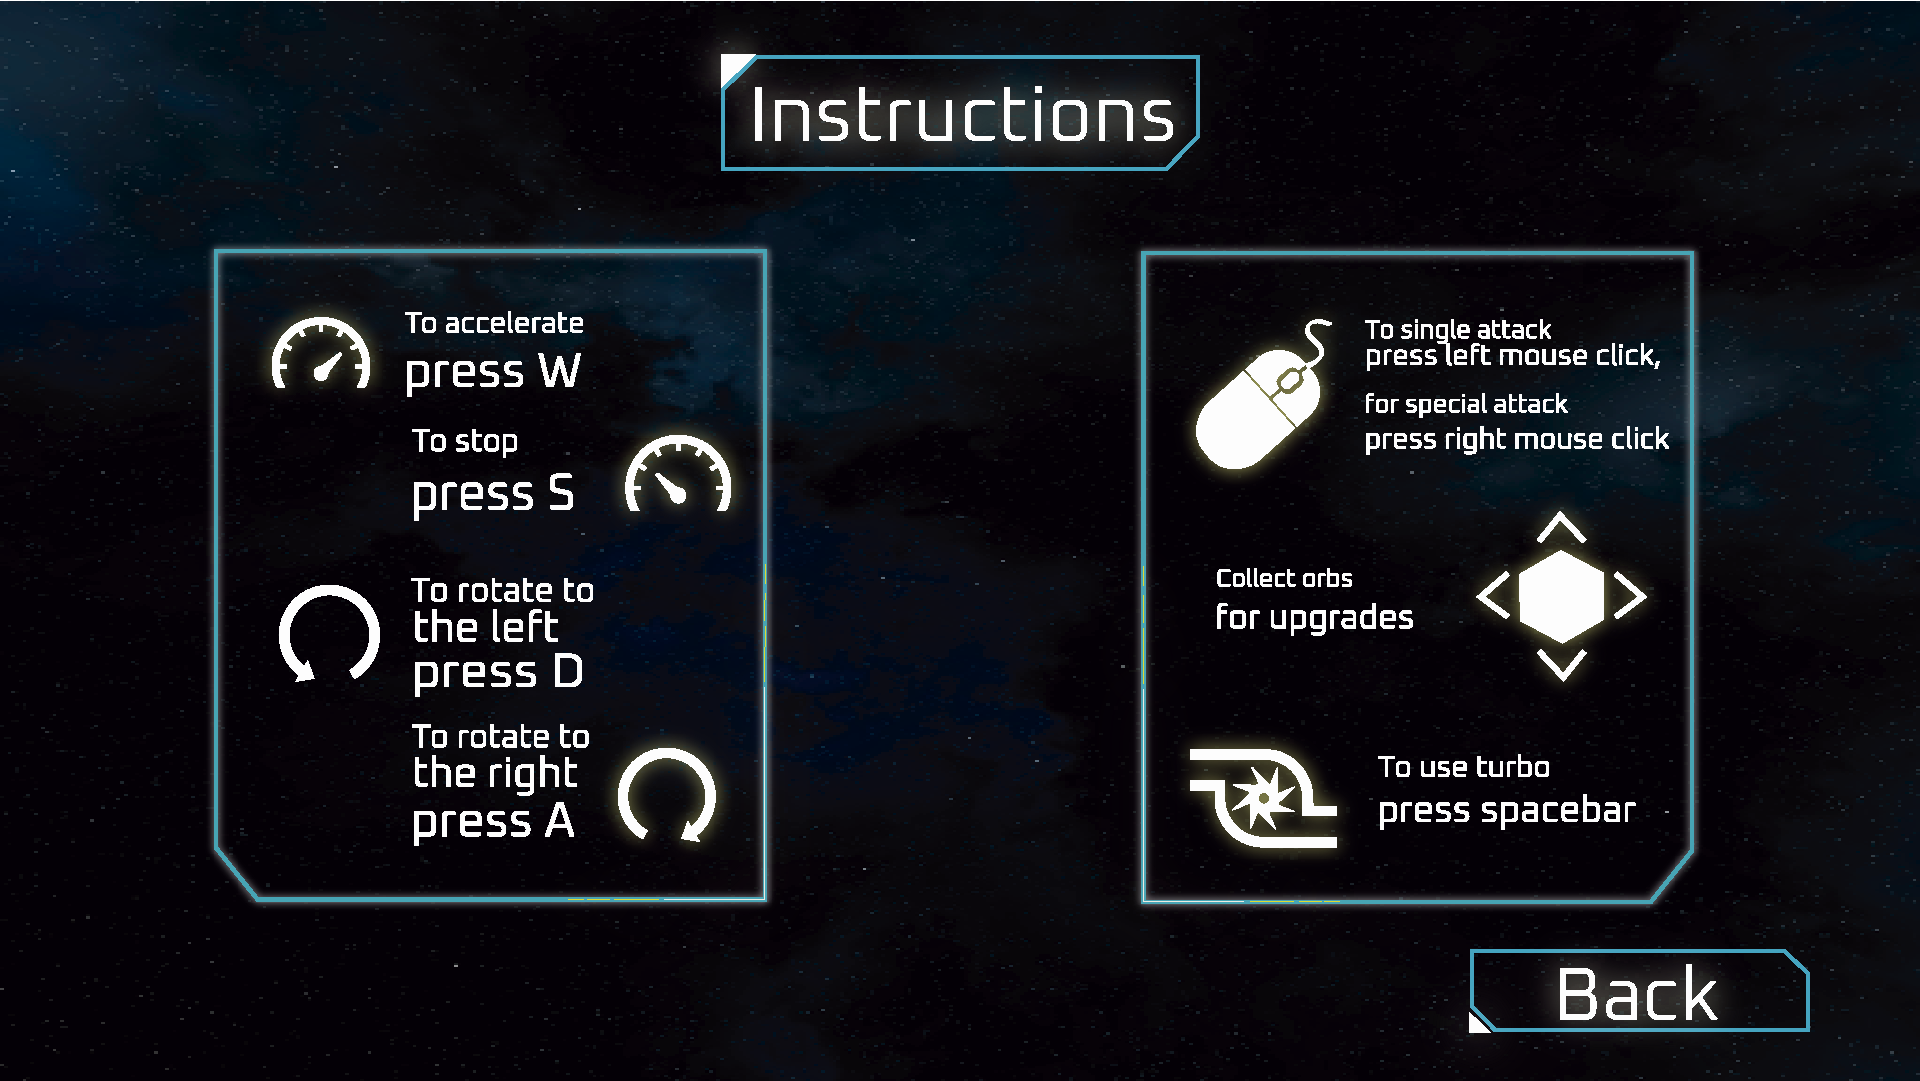 Instructions
To accelerate
press W
To stop
press S
To rotate to
the left
press D
To rotate to
the right
press A
To single attack
press left mouse click,
for special attack
press right mouse click
Collect orbs
for upgrades
To use turbo
press spacebar
Back